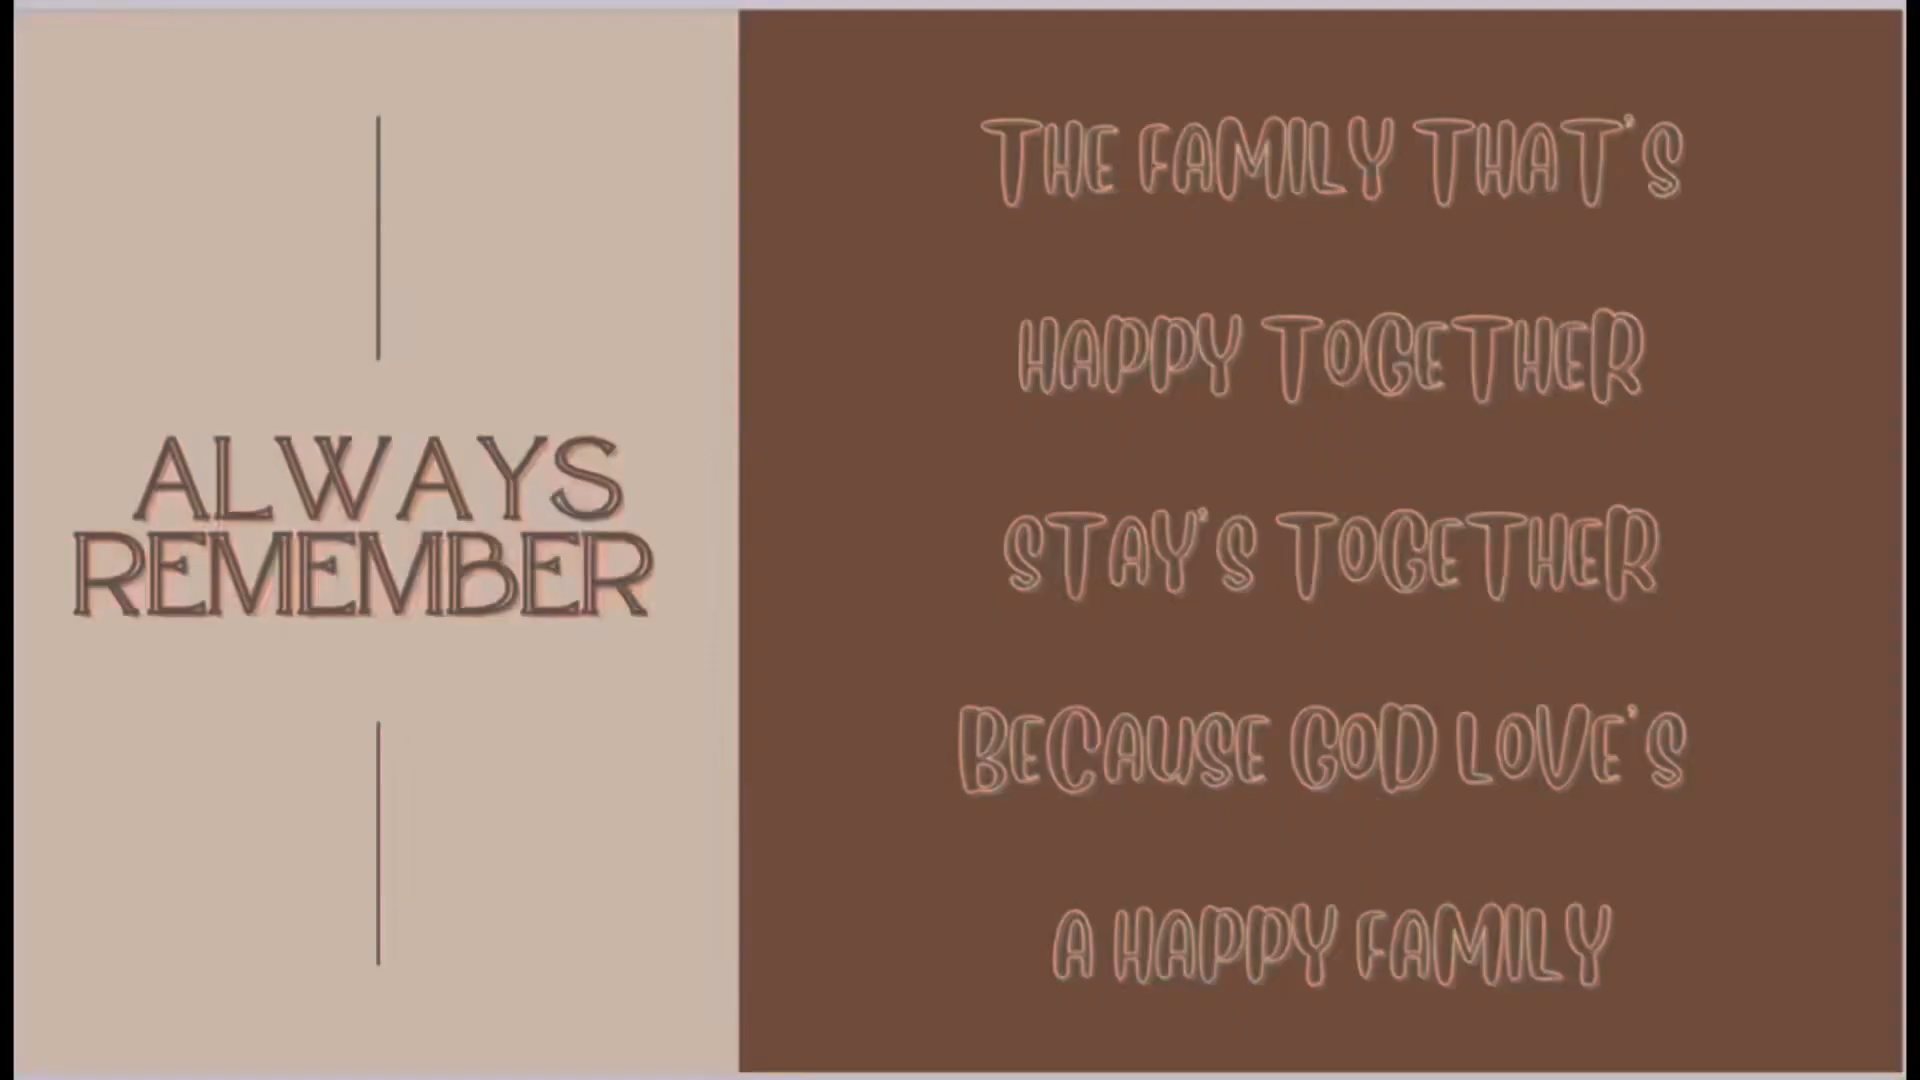 ALWAYS
REMEMBER
THE FAMILY THAT'S
HAPPY TOGETHER
STAY'S TOGETHER
BECAUSE GOD LOVE'S
A HAPPY FAMILY